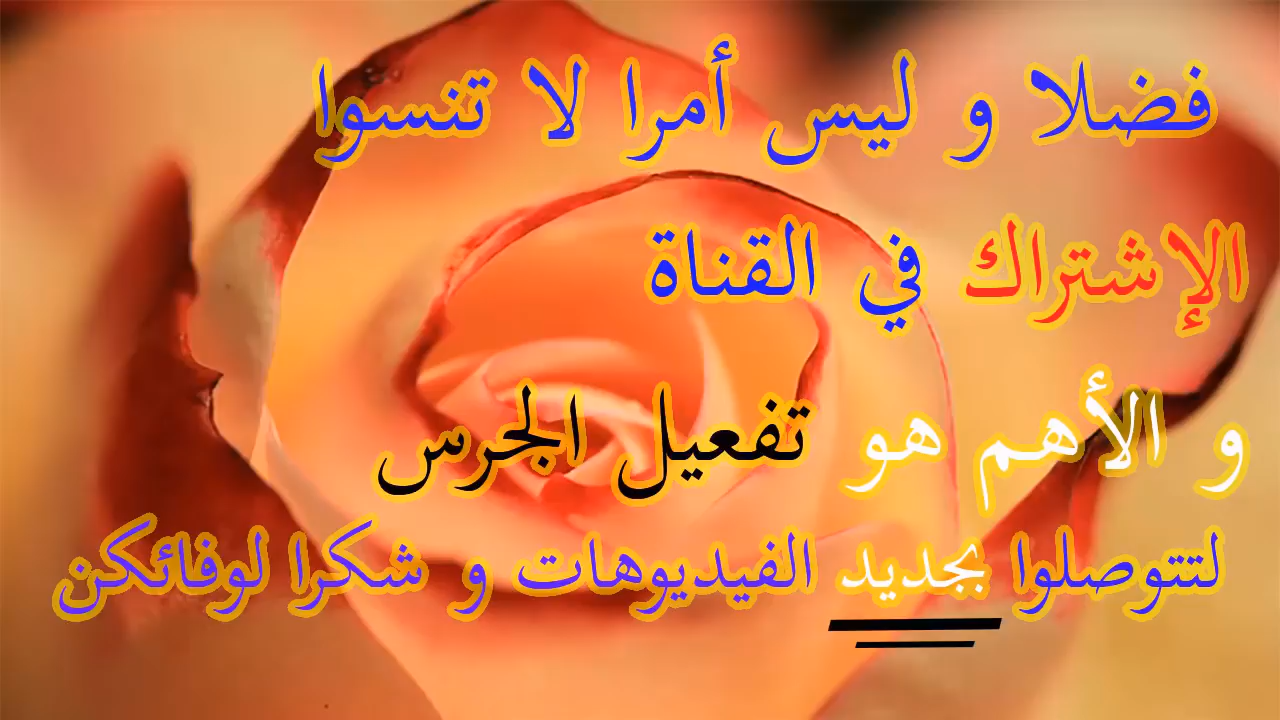 فضلا و ليس أمرا لا تنسوا
الإشتراك في القناة
و الأهم هو تفعيل الجرس
لتتوصلوا بجديد الفيديوهات و شكرا لوفائكن